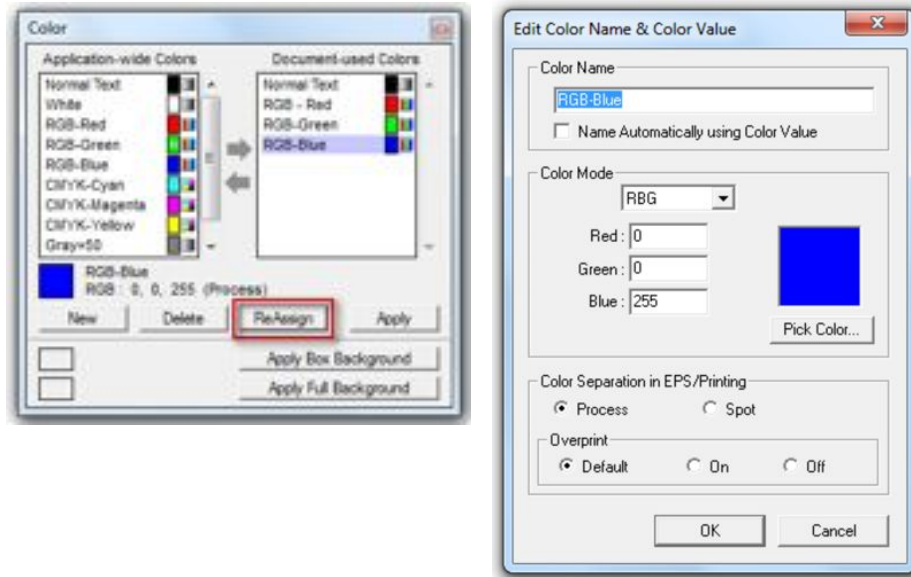 Color
Application-wide Colors
Normal Text
White
RGB-Red
RGB-Green
RGB-Blue
CMYK-Cyan
CMYK-Magenta
CMYK-Yellow
Gray=50
Document-used Colors
Normal Text
RGB - Red
RGB-Green
RGB-Blue
RGB-Blue
RGB : 0, 0, 255 (Process)
New Delete ReAssign Apply
Apply Box Background
Apply Full Background
Edit Color Name & Color Value
Color Name
RGB-Blue
Name Automatically using Color Value
Color Mode
RBG
Red : 0
Green : 0
Blue : 255
Pick Color...
Color Separation in EPS/Printing
Process Spot
Overprint
Default On Off
OK Cancel